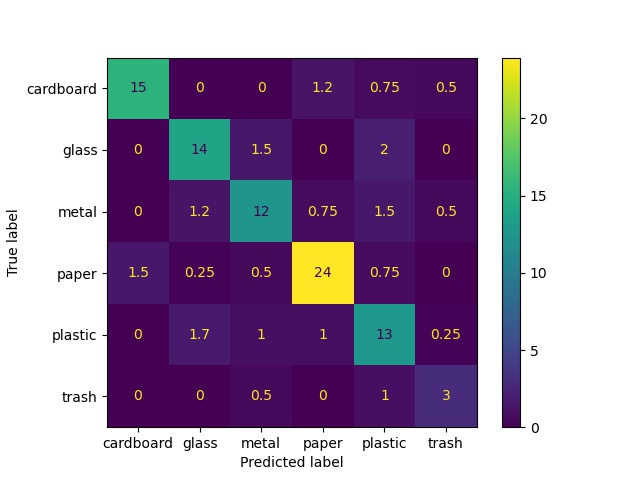 cardboard 15 0 0 1.2 0.75 0.5
glass 0 14 1.5 0 2 0
metal 0 1.2 12 0.75 1.5 0.5
paper 1.5 0.25 0.5 24 0.75 0
plastic 0 1.7 1 1 13 0.25
trash 0 0 0.5 0 1 3
cardboard glass metal paper plastic trash
Predicted label
True label
20
15
10
5
0